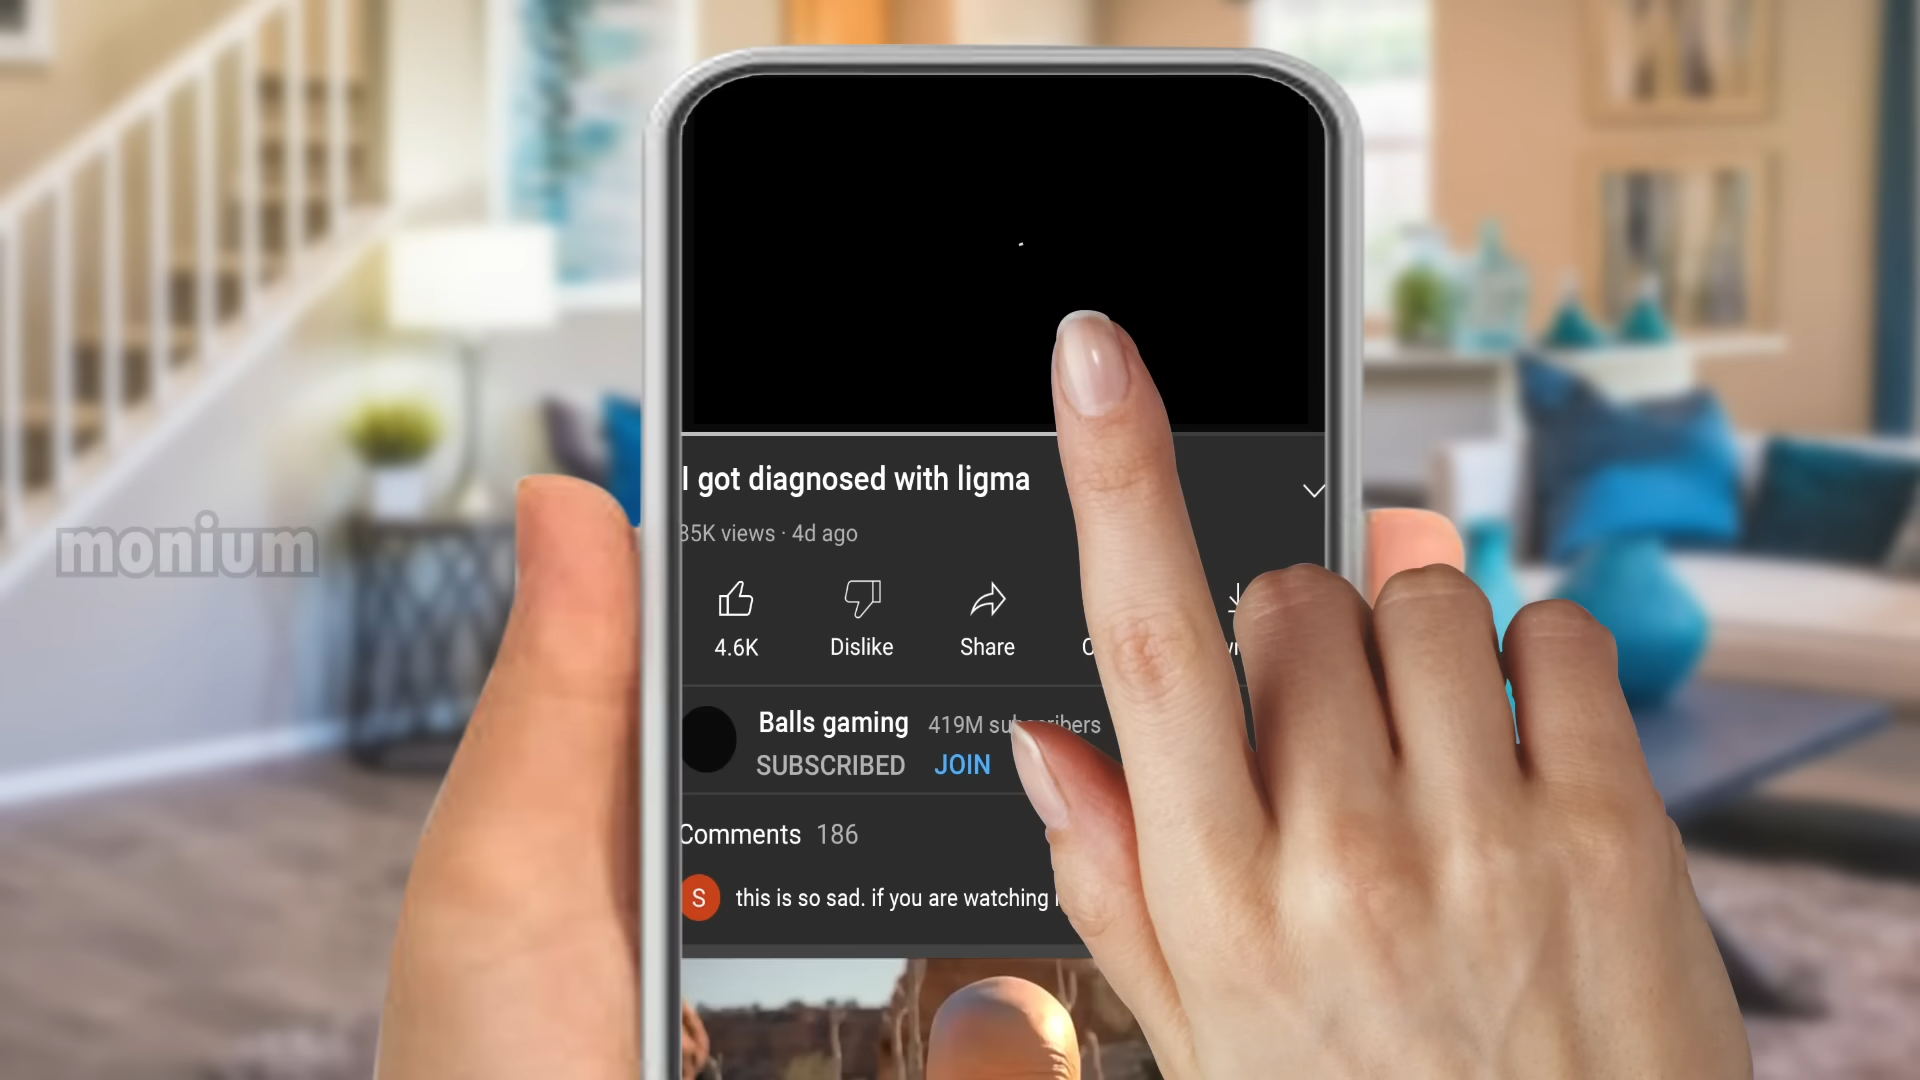 I got diagnosed with ligma
35K views · 4d ago
4.6K
Dislike
Share
Balls gaming
419M subscribers
SUBSCRIBED
JOIN
Comments 186
S
this is so sad. if you are watching
monium